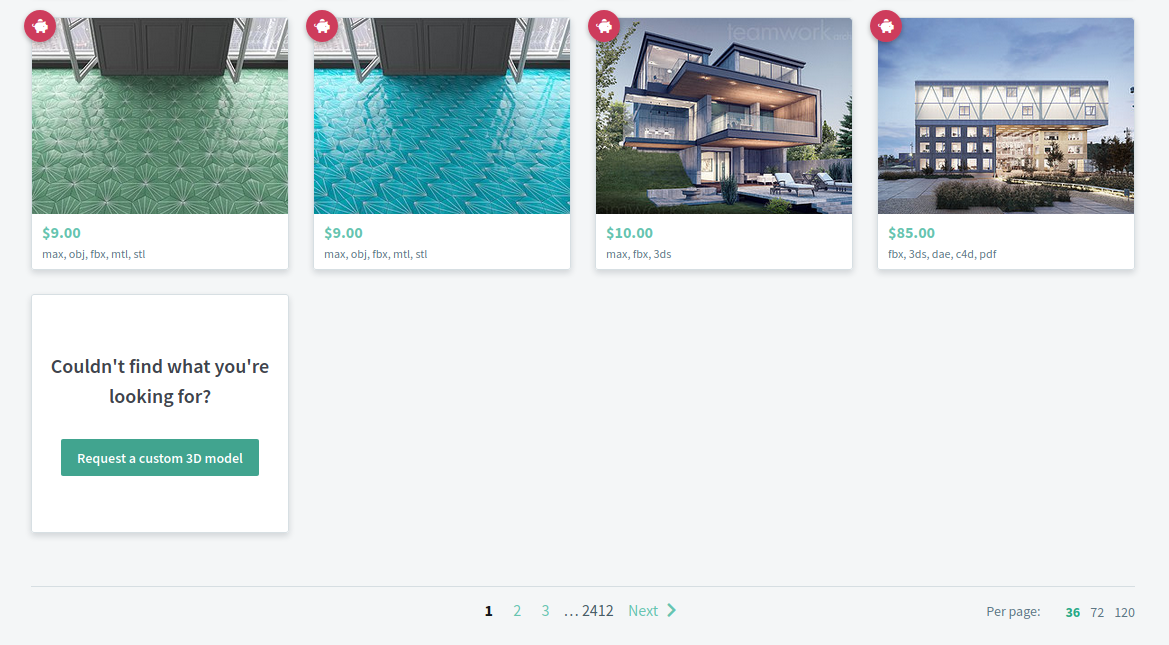 teamwork
$9.00
max, obj, fbx, mtl, stl
$9.00
max, obj, fbx, mtl, stl
$10.00
max, fbx, 3ds
$85.00
fbx, 3ds, dae, c4d, pdf
Couldn't find what you're
looking for?
Request a custom 3D model
1 2 3 ... 2412 Next
Per page: 36 72 120